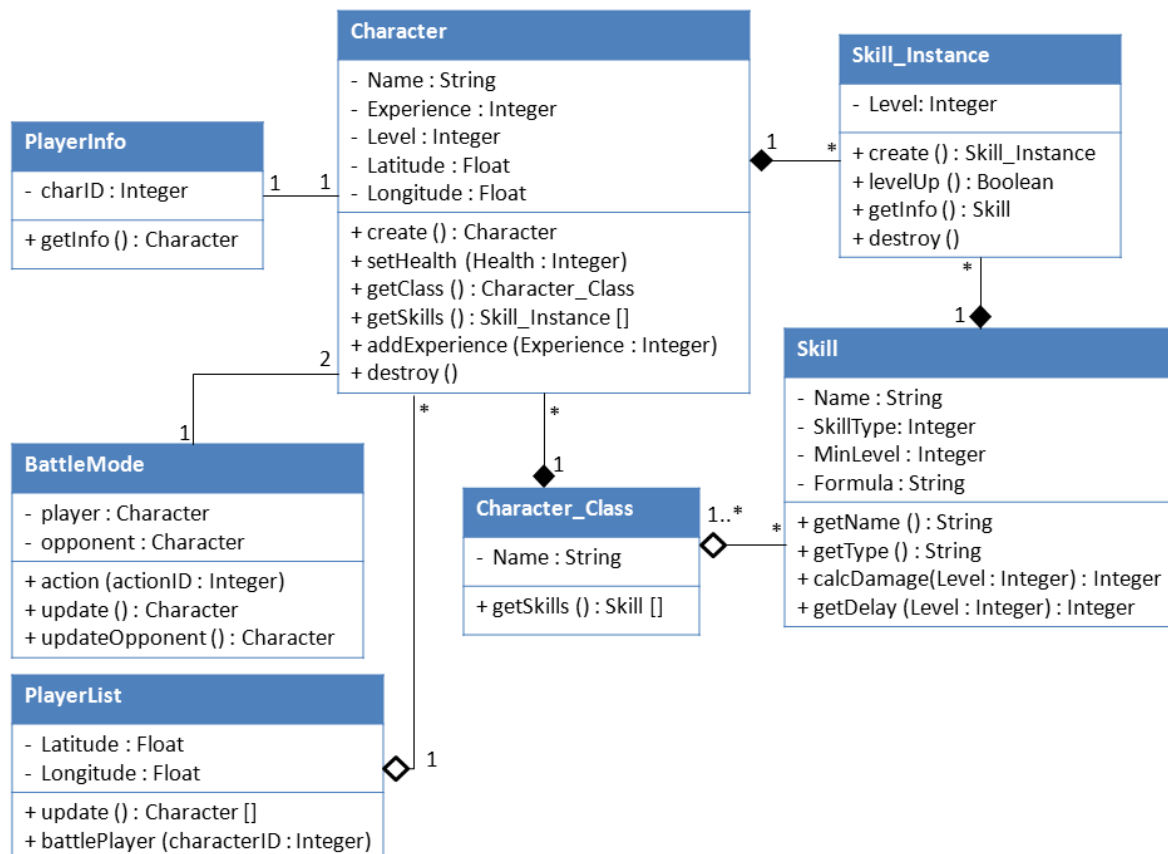 Character
- Name : String
- Experience : Integer
- Level : Integer
- Latitude : Float
- Longitude : Float
+ create () : Character
+ setHealth (Health : Integer)
+ getClass () : Character_Class
+ getSkills () : Skill_Instance []
+ addExperience (Experience : Integer)
+ destroy ()
Skill_Instance
- Level: Integer
+ create () : Skill_Instance
+ levelUp () : Boolean
+ getInfo () : Skill
+ destroy ()
1
*
PlayerInfo
- charID : Integer
+ getInfo () : Character
1
1
*
1
Skill
- Name : String
- SkillType: Integer
- MinLevel : Integer
- Formula : String
+ getName () : String
+ getType () : String
+ calcDamage(Level : Integer) : Integer
+ getDelay (Level : Integer) : Integer
2
1
*
*
1
BattleMode
- player : Character
- opponent : Character
+ action (actionID : Integer)
+ update () : Character
+ updateOpponent () : Character
Character_Class
- Name : String
+ getSkills () : Skill []
1..*
*
PlayerList
- Latitude : Float
- Longitude : Float
+ update () : Character []
+ battlePlayer (characterID : Integer)
1